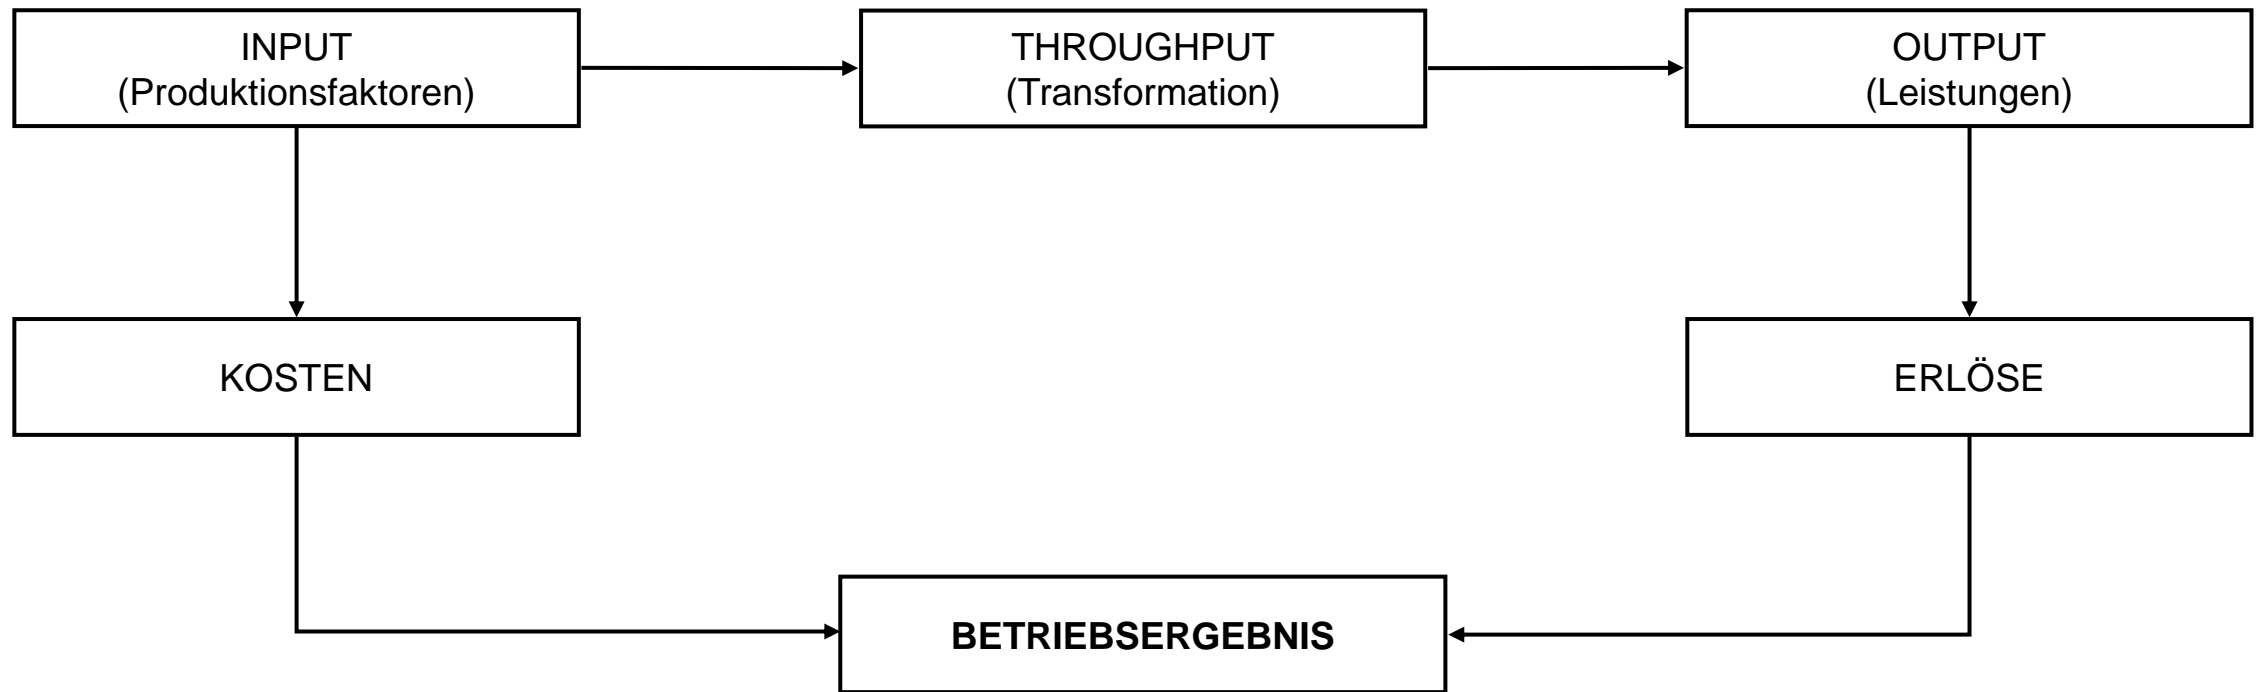 INPUT
(Produktionsfaktoren)
THROUGHPUT
(Transformation)
OUTPUT
(Leistungen)
KOSTEN
ERLÖSE
BETRIEBSERGEBNIS